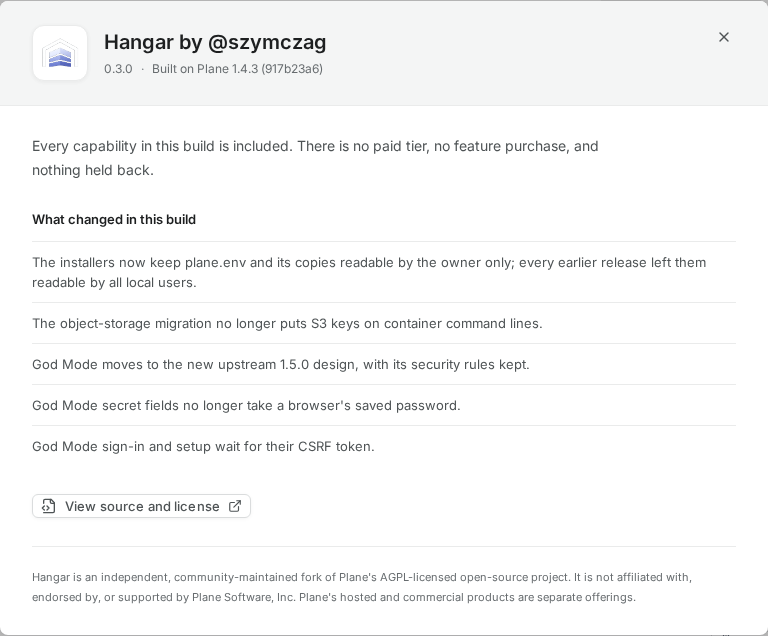 Hangar by @szymczag
0.3.0 · Built on Plane 1.4.3 (917b23a6)
Every capability in this build is included. There is no paid tier, no feature purchase, and
nothing held back.
What changed in this build
The installers now keep plane.env and its copies readable by the owner only; every earlier release left them
readable by all local users.
The object-storage migration no longer puts S3 keys on container command lines.
God Mode moves to the new upstream 1.5.0 design, with its security rules kept.
God Mode secret fields no longer take a browser's saved password.
God Mode sign-in and setup wait for their CSRF token.
View source and license
Hangar is an independent, community-maintained fork of Plane's AGPL-licensed open-source project. It is not affiliated with,
endorsed by, or supported by Plane Software, Inc. Plane's hosted and commercial products are separate offerings.